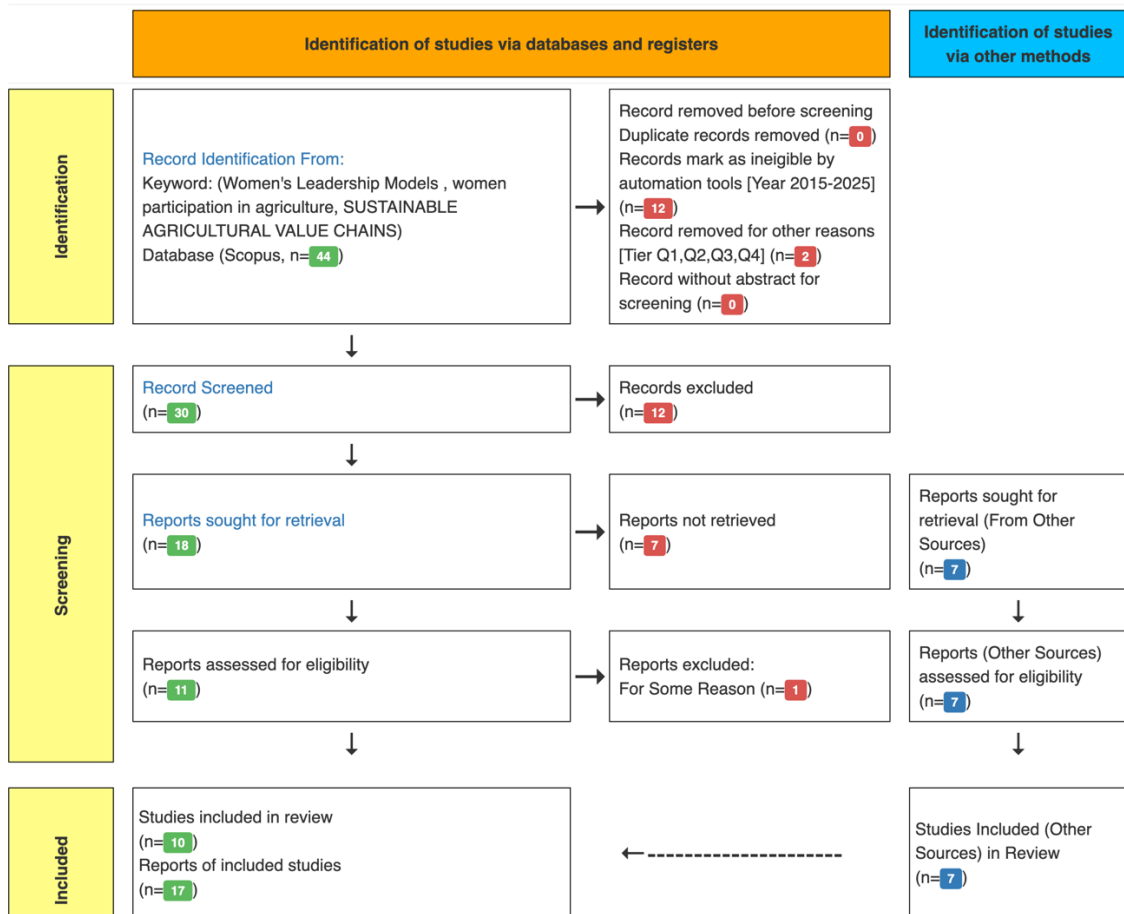 Identification of studies via databases and registers
Identification of studies
via other methods
Identification
Record Identification From:
Keyword: (Women's Leadership Models , women
participation in agriculture, SUSTAINABLE
AGRICULTURAL VALUE CHAINS)
Database (Scopus, n= 44 )
Record removed before screening
Duplicate records removed (n= 0 )
Records mark as ineigible by
automation tools [Year 2015-2025]
(n= 12 )
Record removed for other reasons
[Tier Q1,Q2,Q3,Q4] (n= 2 )
Record without abstract for
screening (n= 0 )
Screening
Record Screened
(n= 30 )
Records excluded
(n= 12 )
Reports sought for retrieval
(n= 18 )
Reports not retrieved
(n= 7 )
Reports sought for
retrieval (From Other
Sources)
(n= 7 )
Reports assessed for eligibility
(n= 11 )
Reports excluded:
For Some Reason (n= 1 )
Reports (Other Sources)
assessed for eligibility
(n= 7 )
Included
Studies included in review
(n= 10 )
Reports of included studies
(n= 17 )
Studies Included (Other
Sources) in Review
(n= 7 )